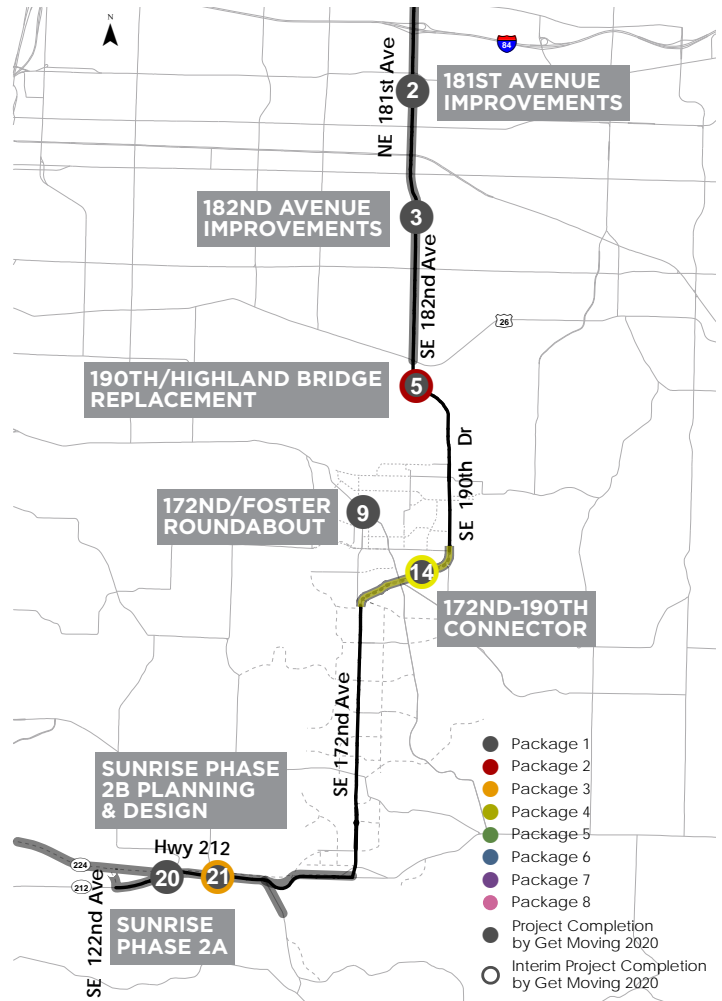 N
84
NE 181st Ave
2
181ST AVENUE
IMPROVEMENTS
182ND AVENUE
IMPROVEMENTS
3
SE 182nd Ave
26
190TH/HIGHLAND BRIDGE
REPLACEMENT
5
SE 190th Dr
172ND/FOSTER
ROUNDABOUT
9
14
172ND-190TH
CONNECTOR
SE 172nd Ave
SUNRISE PHASE
2B PLANNING
& DESIGN
Hwy 212
224
212
20
21
SE 122nd Ave
SUNRISE
PHASE 2A
Package 1
Package 2
Package 3
Package 4
Package 5
Package 6
Package 7
Package 8
Project Completion
by Get Moving 2020
Interim Project Completion
by Get Moving 2020